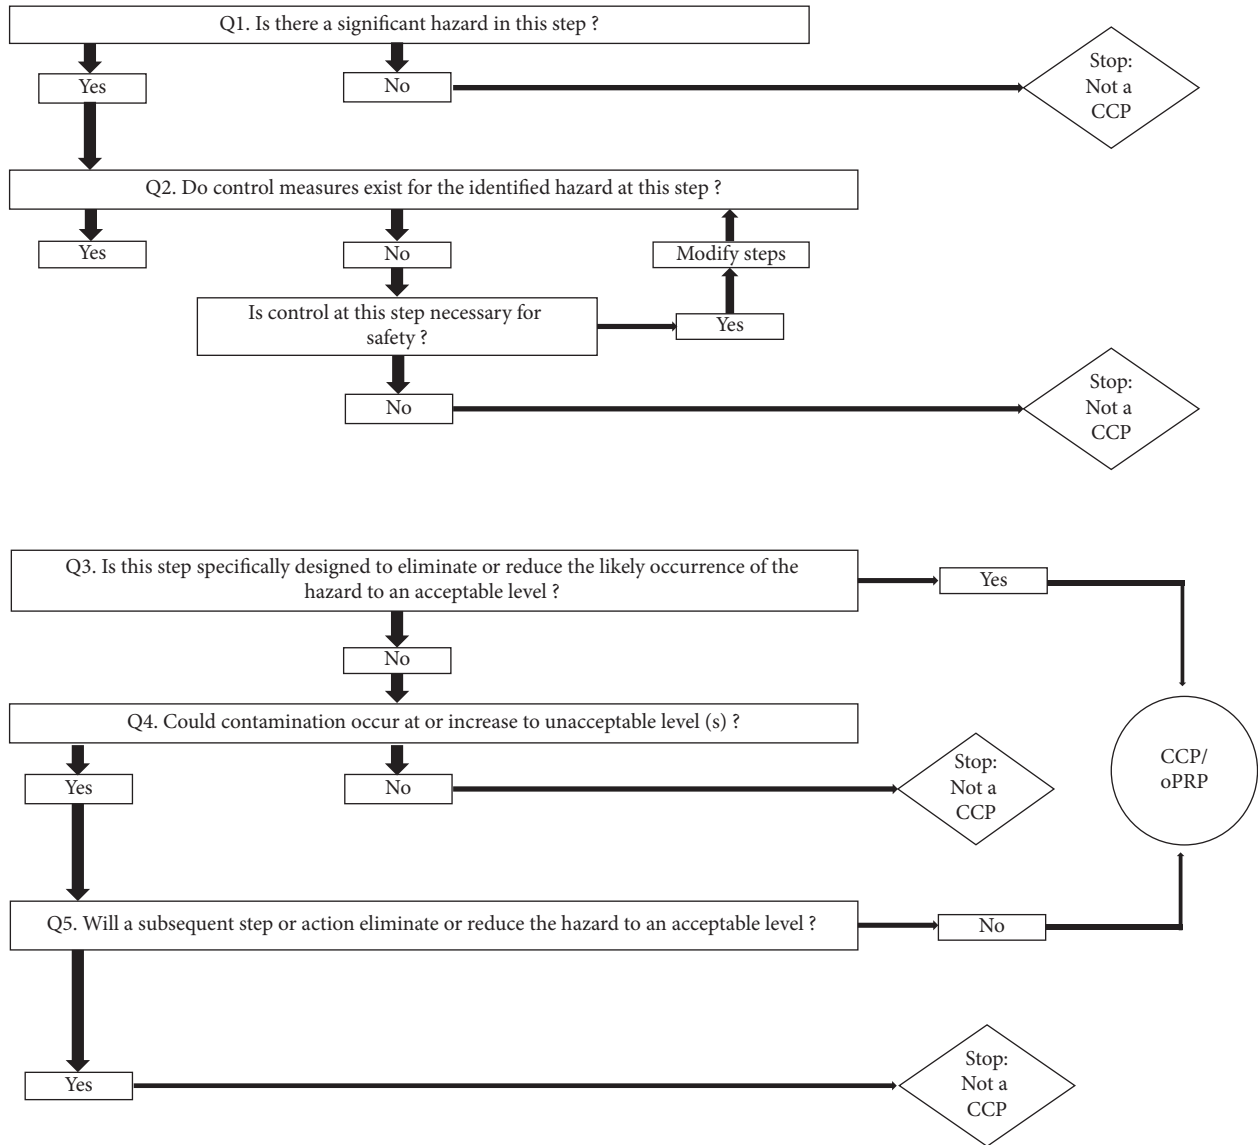 Q1. Is there a significant hazard in this step ?
Yes
No
Stop:
Not a
CCP
Q2. Do control measures exist for the identified hazard at this step ?
Yes
No
Modify steps
Is control at this step necessary for
safety ?
Yes
No
Stop:
Not a
CCP
Q3. Is this step specifically designed to eliminate or reduce the likely occurrence of the
hazard to an acceptable level ?
Yes
No
Q4. Could contamination occur at or increase to unacceptable level (s) ?
Yes
No
Stop:
Not a
CCP
CCP/
oPRP
Q5. Will a subsequent step or action eliminate or reduce the hazard to an acceptable level ?
No
Yes
Stop:
Not a
CCP